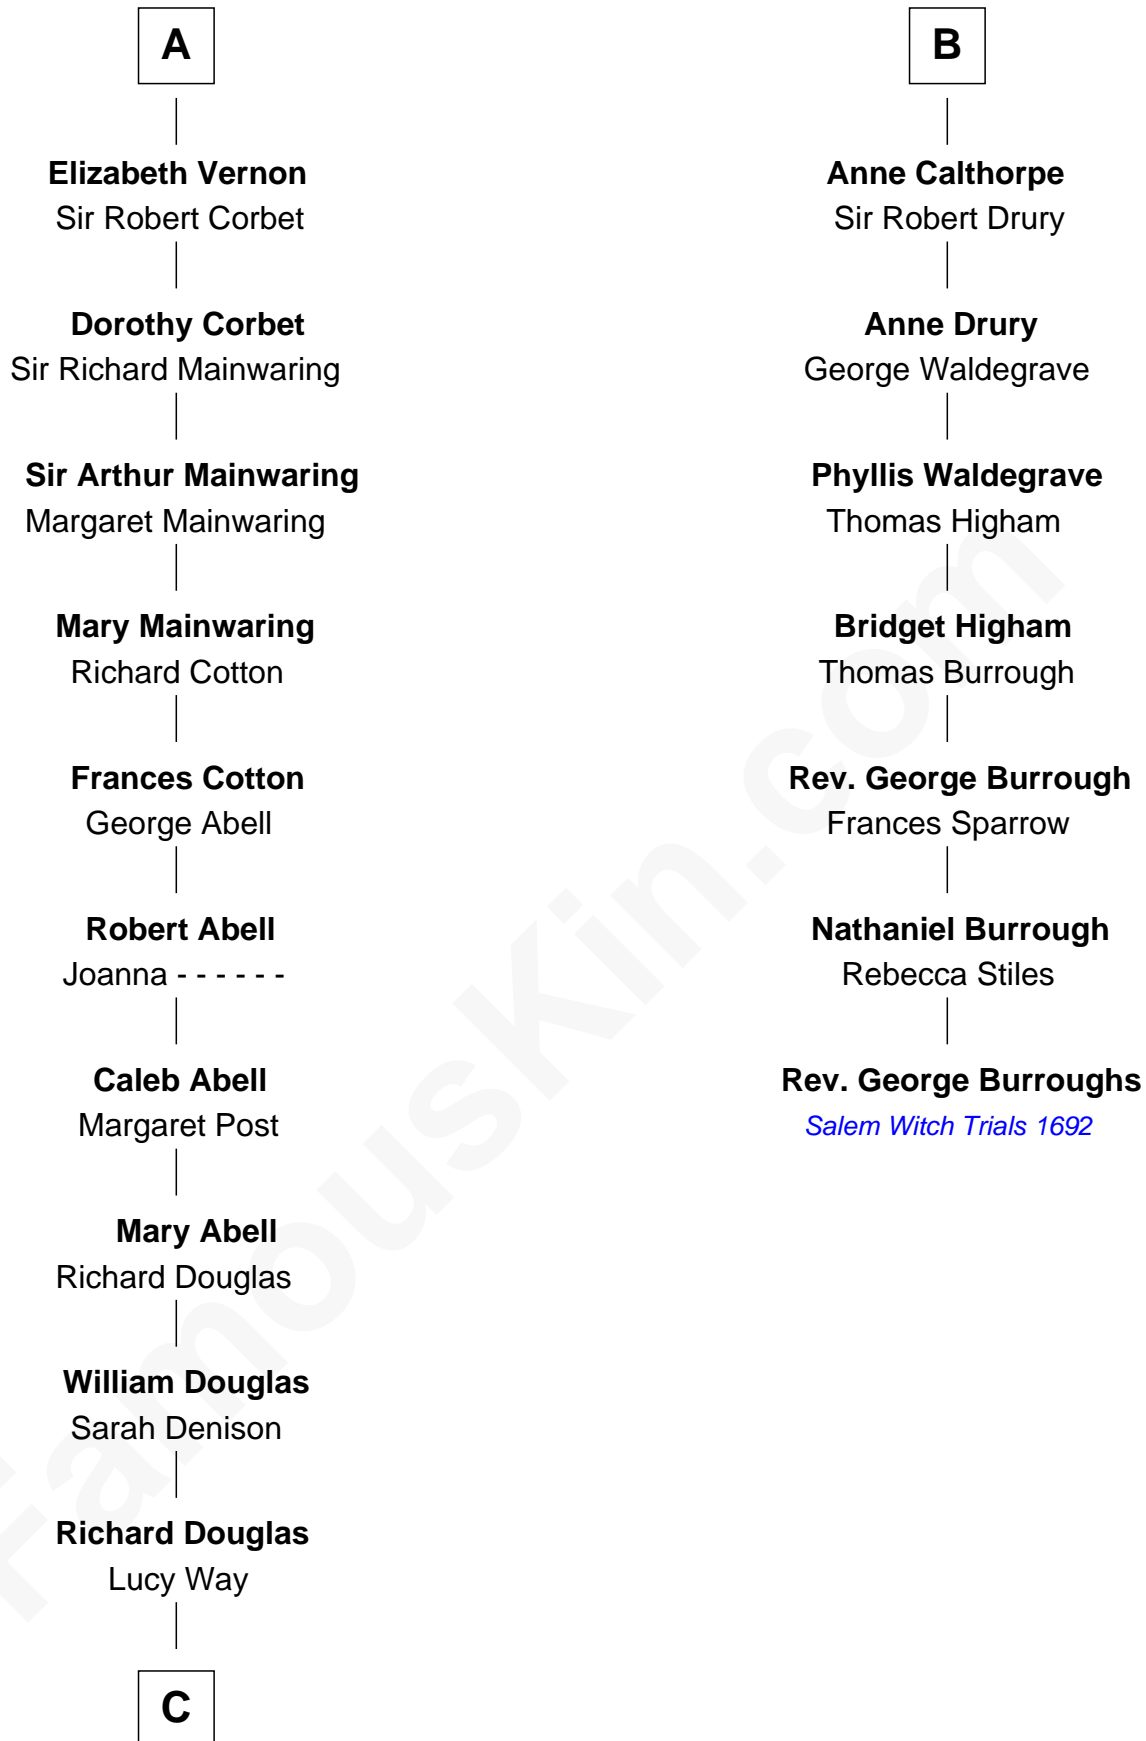 A
Elizabeth Vernon
Sir Robert Corbet
Dorothy Corbet
Sir Richard Mainwaring
Sir Arthur Mainwaring
Margaret Mainwaring
Mary Mainwaring
Richard Cotton
Frances Cotton
George Abell
Robert Abell
Joanna - - - - - -
Caleb Abell
Margaret Post
Mary Abell
Richard Douglas
William Douglas
Sarah Denison
Richard Douglas
Lucy Way
C
B
Anne Calthorpe
Sir Robert Drury
Anne Drury
George Waldegrave
Phyllis Waldegrave
Thomas Higham
Bridget Higham
Thomas Burrough
Rev. George Burrough
Frances Sparrow
Nathaniel Burrough
Rebecca Stiles
Rev. George Burroughs
Salem Witch Trials 1692
FamousKin.com